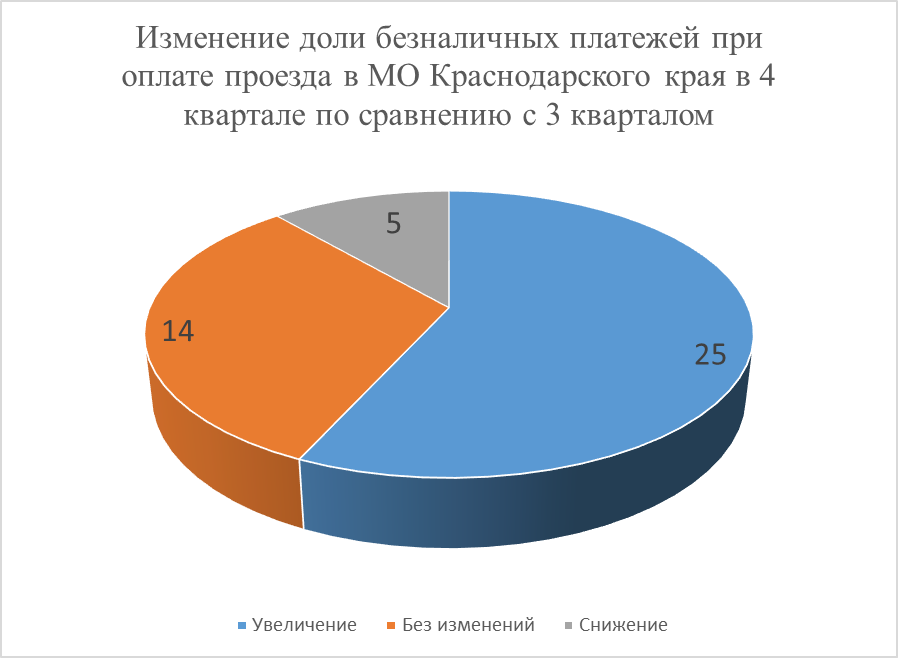 Изменение доли безналичных платежей при
оплате проезда в МО Краснодарского края в 4
квартале по сравнению с 3 кварталом
5
14
25
Увеличение
Без изменений
Снижение